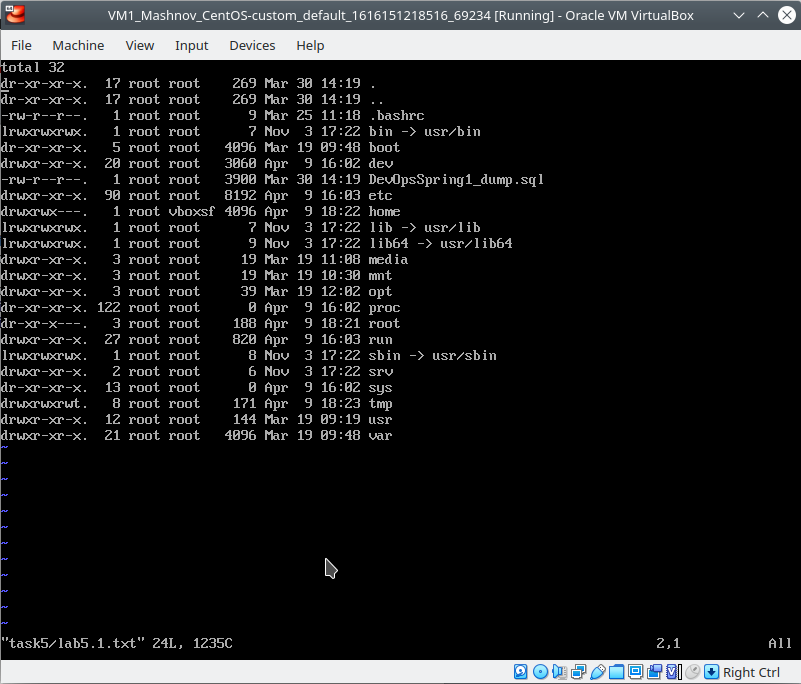 VM1_Mashnov_CentOS-custom_default_1616151218516_69234 [Running] - Oracle VM VirtualBox
File Machine View Input Devices Help
total 32
dr-xr-xr-x.  17 root root    269 Mar 30 14:19 .
dr-xr-xr-x.  17 root root    269 Mar 30 14:19 ..
-rw-r--r--.   1 root root      9 Mar 25 11:18 .bashrc
lrwxrwxrwx.   1 root root      7 Nov  3 17:22 bin -> usr/bin
dr-xr-xr-x.   5 root root   4096 Mar 19 09:48 boot
drwxr-xr-x.  20 root root   3060 Apr  9 16:02 dev
-rw-r--r--.   1 root root   3900 Mar 30 14:19 DevOpsSpring1_dump.sql
drwxr-xr-x.  90 root root   8192 Apr  9 16:03 etc
drwxrwx---.   1 root vboxsf 4096 Apr  9 18:22 home
lrwxrwxrwx.   1 root root      7 Nov  3 17:22 lib -> usr/lib
lrwxrwxrwx.   1 root root      9 Nov  3 17:22 lib64 -> usr/lib64
drwxr-xr-x.   3 root root     19 Mar 19 11:08 media
drwxr-xr-x.   3 root root     19 Mar 19 10:30 mnt
drwxr-xr-x.   3 root root     39 Mar 19 12:02 opt
dr-xr-xr-x. 122 root root      0 Apr  9 16:02 proc
dr-xr-x---.   3 root root    188 Apr  9 18:21 root
drwxr-xr-x.  27 root root    820 Apr  9 16:03 run
lrwxrwxrwx.   1 root root      8 Nov  3 17:22 sbin -> usr/sbin
drwxr-xr-x.   2 root root      6 Nov  3 17:22 srv
dr-xr-xr-x.  13 root root      0 Apr  9 16:02 sys
drwxrwxrwt.   8 root root    171 Apr  9 18:23 tmp
drwxr-xr-x.  12 root root    144 Mar 19 09:19 usr
drwxr-xr-x.  21 root root   4096 Mar 19 09:48 var
~
~
~
~
~
~
~
~
~
~
~
~
"task5/lab5.1.txt" 24L, 1235C 2,1 All
Right Ctrl